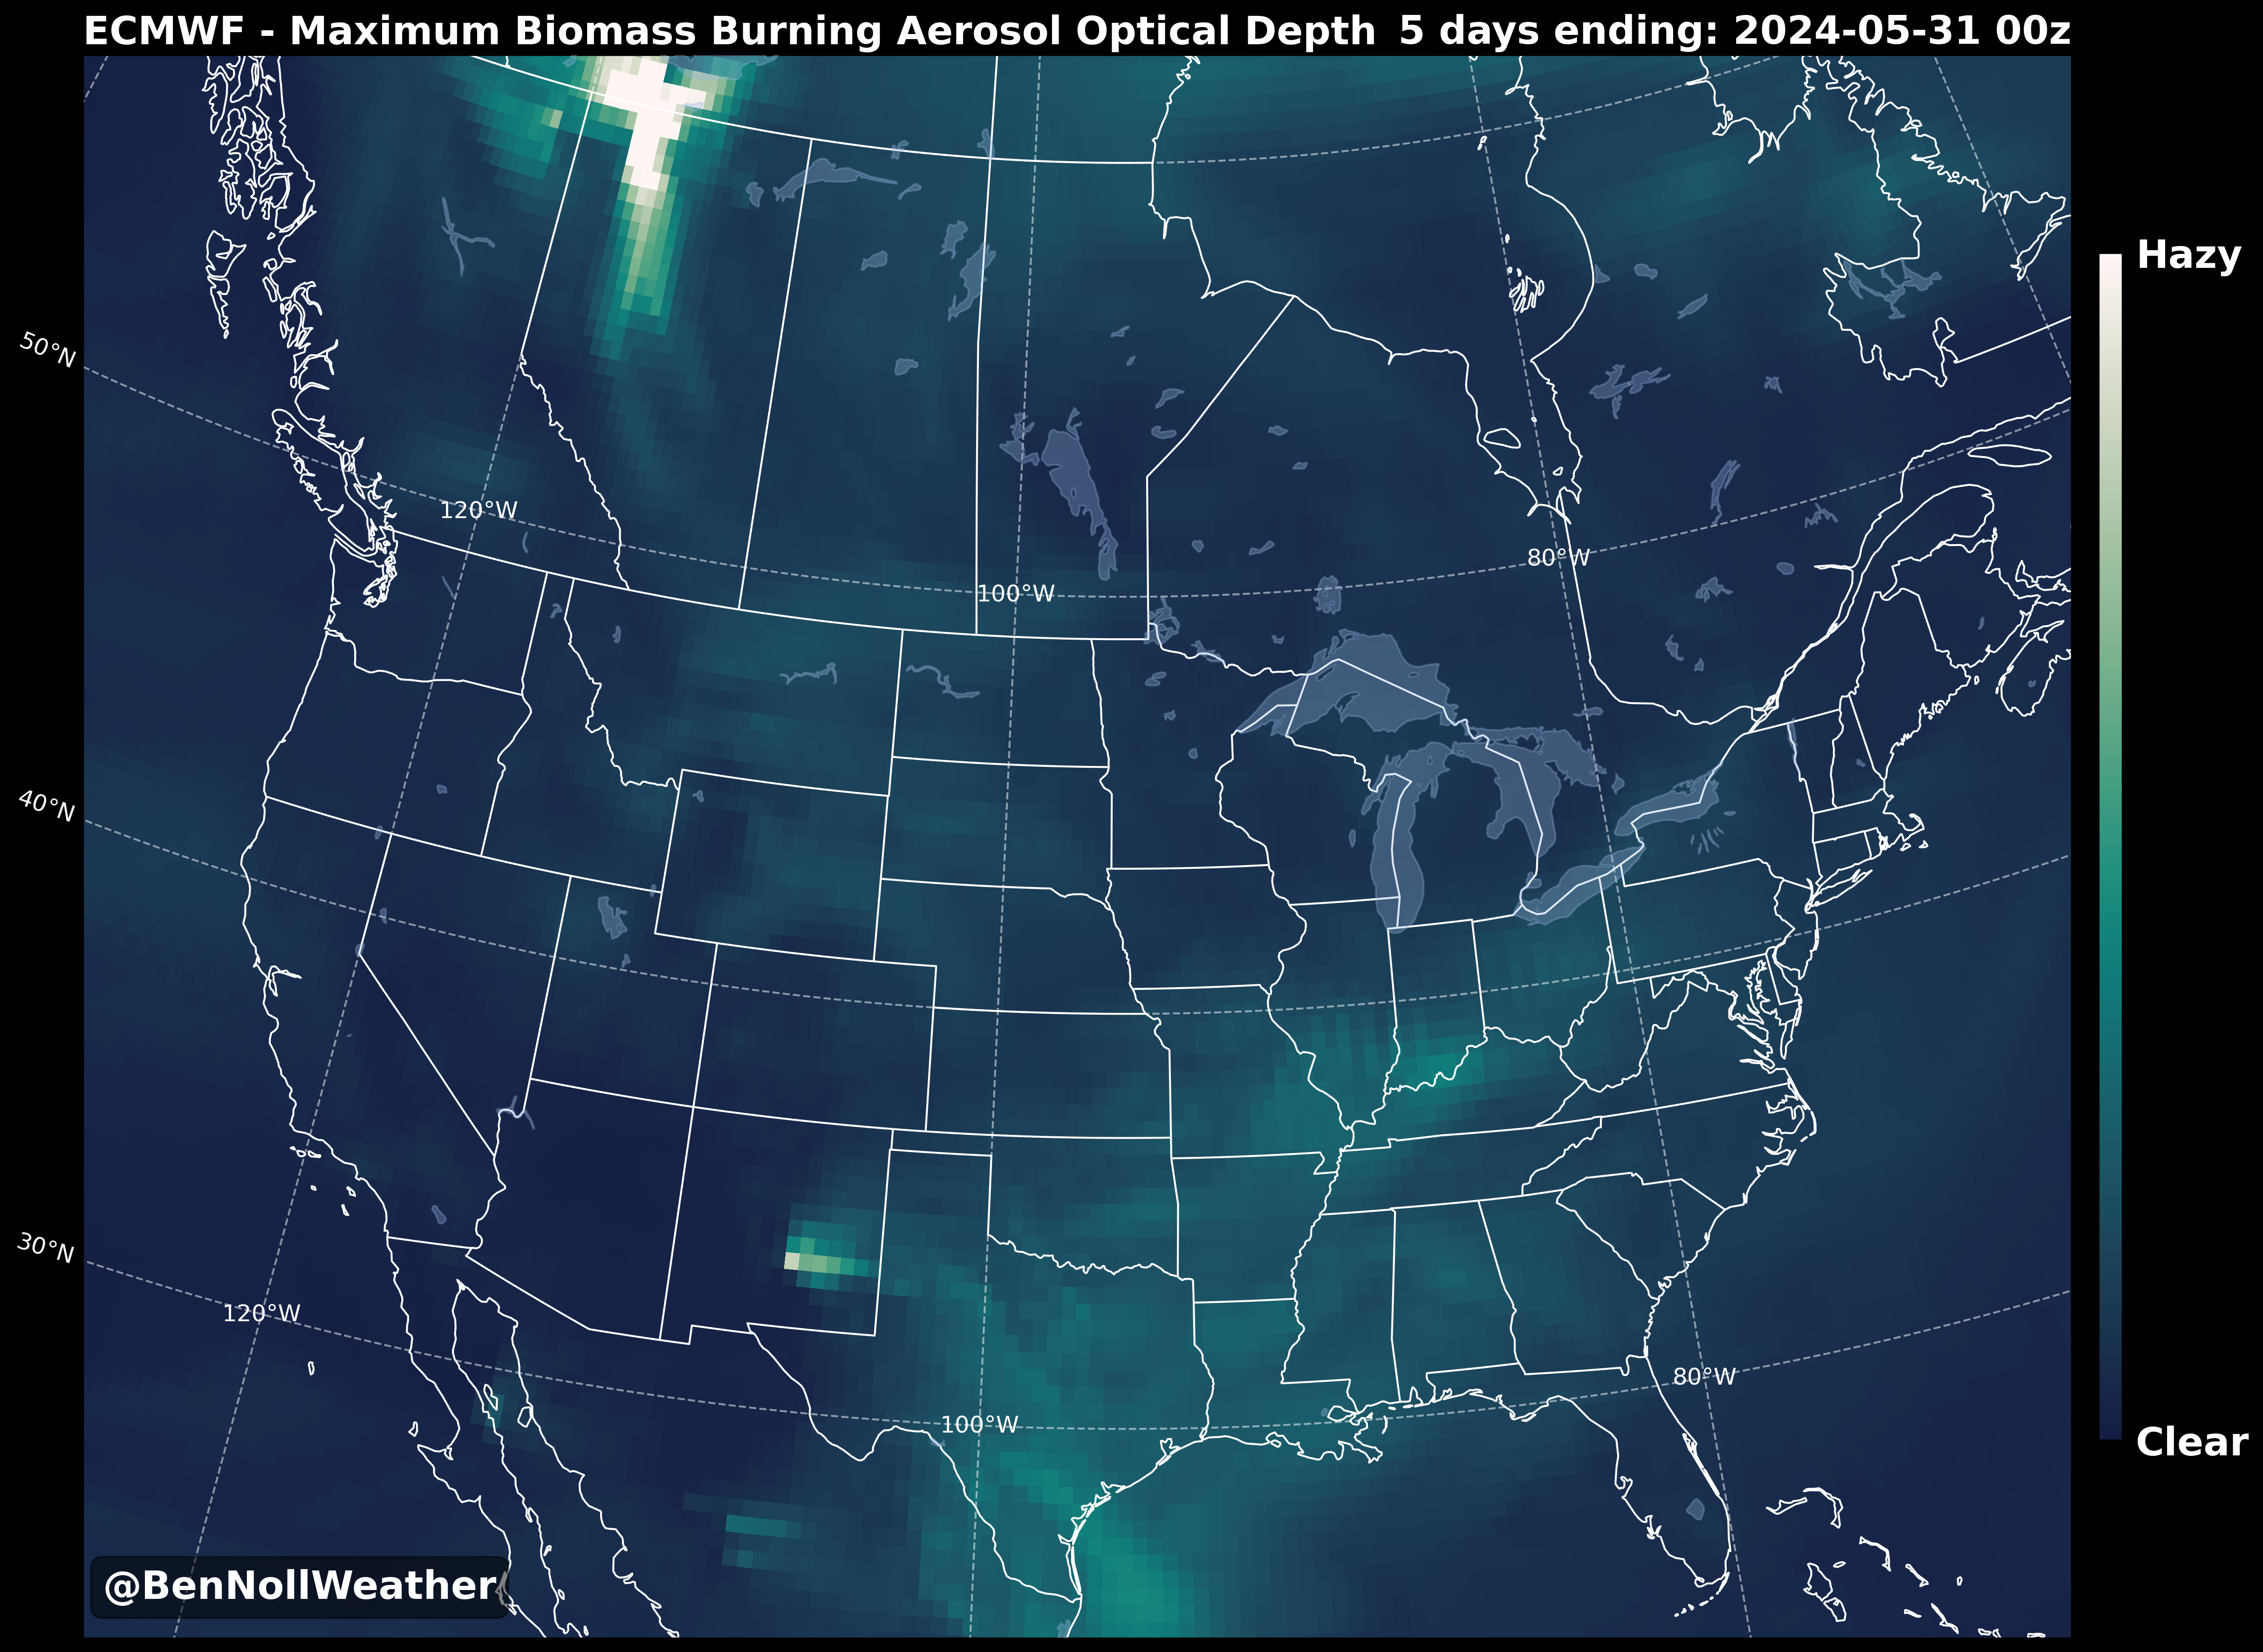 ECMWF - Maximum Biomass Burning Aerosol Optical Depth 5 days ending: 2024-05-31 00z
Hazy
50°N
120°W
80°W
100°W
40°N
30°N
120°W
80°W
100°W
Clear
@BenNollWeather